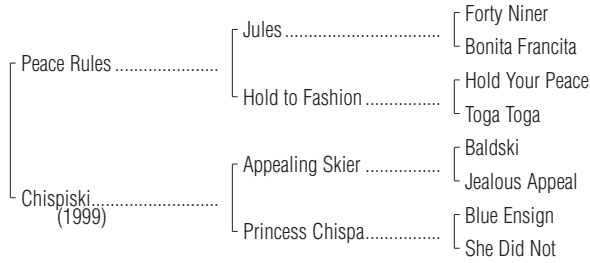 Forty Niner
Jules
Bonita Francita
Peace Rules
Hold Your Peace
Hold to Fashion
Toga Toga
Baldski
Appealing Skier
Jealous Appeal
Chispiski
(1999)
Blue Ensign
Princess Chispa
She Did Not